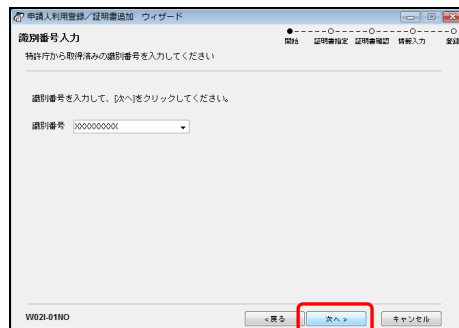 申請人利用登録/証明書追加 ウィザード
識別番号入力
●-----○-----○-----○-----○
開始 証明書指定 証明書確認 情報入力 登録
特許庁から取得済みの識別番号を入力してください
識別番号を入力して、[次へ]をクリックしてください。
識別番号 XXXXXXXXX
W02I-01NO
<戻る 次へ> キャンセル